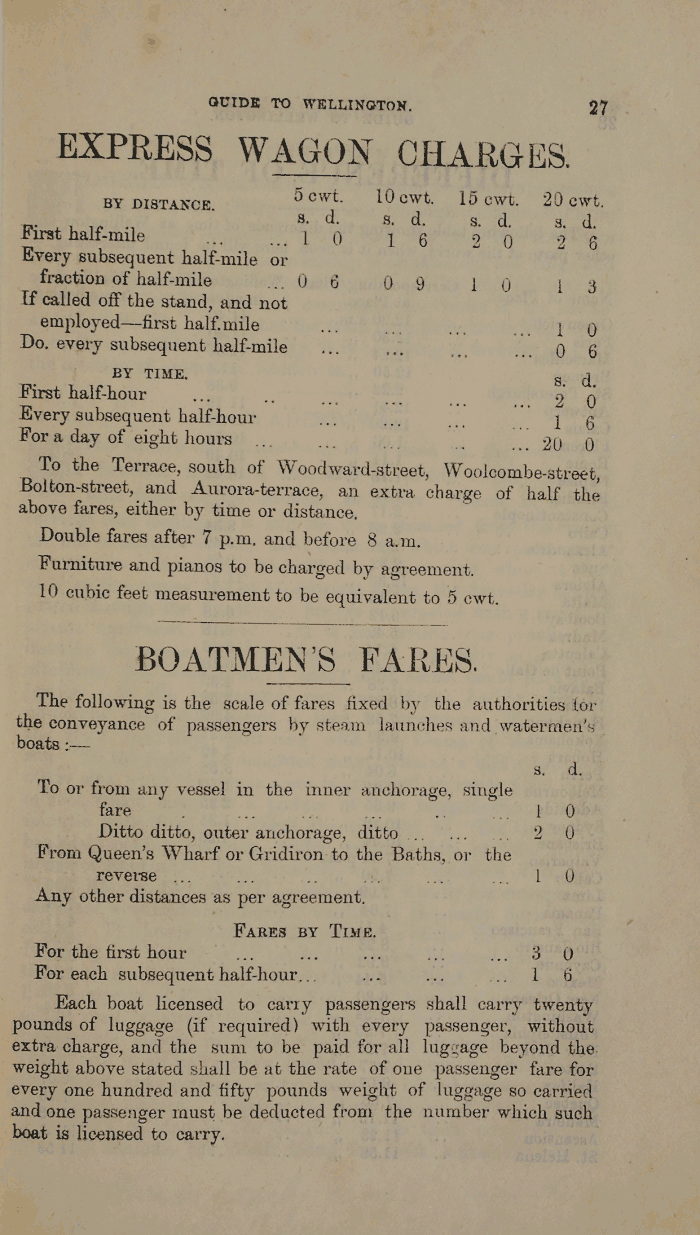 GUIDE TO WELLINGTON. 27
EXPRESS WAGON CHARGES.
BY DISTANCE. 5 cwt. 10 cwt. 15 cwt. 20 cwt.
s. d. s. d. s. d. s. d.
First half-mile ... ... 1 0 1 6 2 0 2 6
Every subsequent half-mile or
fraction of half-mile ... 0 6 0 9 1 0 1 3
If called off the stand, and not
employed—first half.mile ... ... ... ... 1 0
Do. every subsequent half-mile ... ... ... ... 0 6
BY TIME. s. d.
First half-hour ... .. ... ... ... ... 2 0
Every subsequent half-hour ... ... ... ... 1 6
For a day of eight hours ... ... ... .. ... 20 0
To the Terrace, south of Woodward-street, Woolcombe-street,
Bolton-street, and Aurora-terrace, an extra charge of half the
above fares, either by time or distance.
Double fares after 7 p.m. and before 8 a.m.
Furniture and pianos to be charged by agreement.
10 cubic feet measurement to be equivalent to 5 cwt.
BOATMEN'S FARES.
The following is the scale of fares fixed by the authorities for
the conveyance of passengers by steam launches and watermen's
boats :—
s. d.
To or from any vessel in the inner anchorage, single
fare . ... ... ... .. ... 1 0
Ditto ditto, outer anchorage, ditto ... ... .. 2 0
From Queen's Wharf or Gridiron to the Baths, or the
reverse ... ... .. ... ... ... 1 0
Any other distances as per agreement.
FARES BY TIME.
For the first hour ... ... ... ... ... 3 0
For each subsequent half-hour... ... ... ... 1 6
Each boat licensed to carry passengers shall carry twenty
pounds of luggage (if required) with every passenger, without
extra charge, and the sum to be paid for all luggage beyond the
weight above stated shall be at the rate of one passenger fare for
every one hundred and fifty pounds weight of luggage so carried
and one passenger must be deducted from the number which such
boat is licensed to carry.